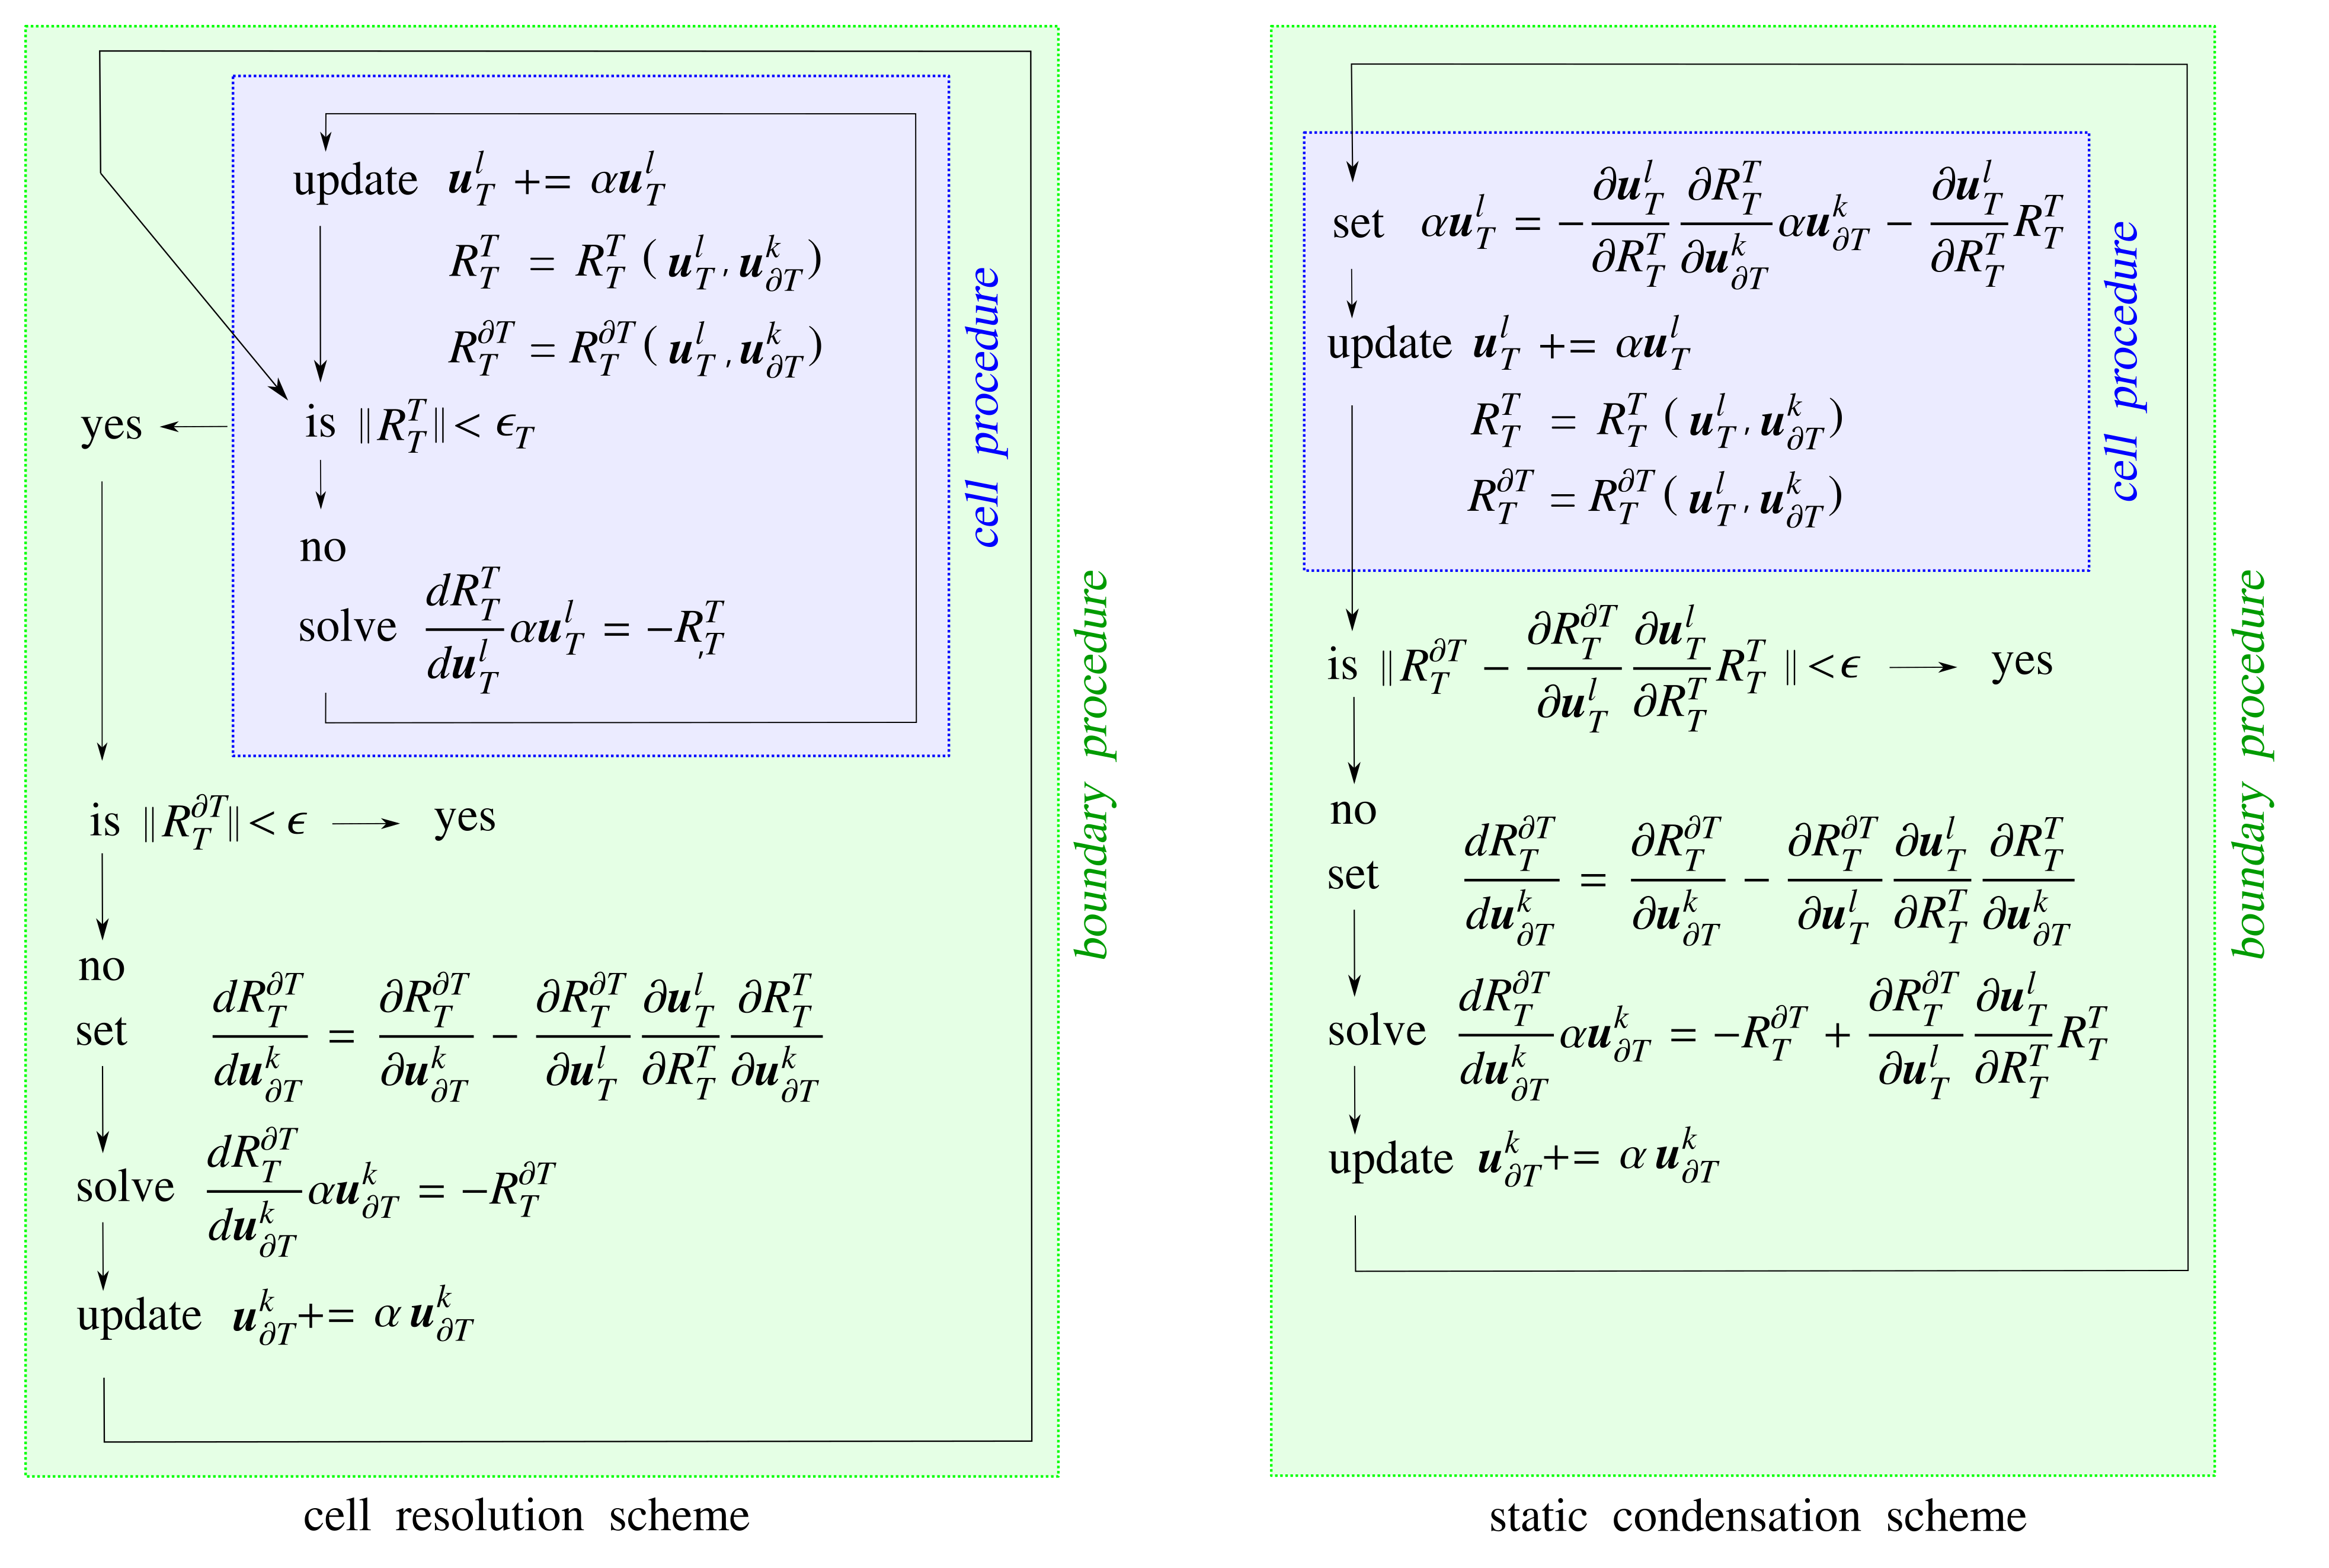 update $\boldsymbol{u}_T^l += \alpha \boldsymbol{u}_T^l$
$R_T^T = R_T^T ( \boldsymbol{u}_T^l , \boldsymbol{u}_{\partial T}^k )$
$R_T^{\partial T} = R_T^{\partial T} ( \boldsymbol{u}_T^l , \boldsymbol{u}_{\partial T}^k )$
yes
is $\| R_T^T \| < \epsilon_T$
no
solve $\frac{dR_T^T}{d\boldsymbol{u}_T^l} \alpha \boldsymbol{u}_T^l = -R_T^T$
cell procedure
is $\| R_T^{\partial T} \| < \epsilon$
yes
no
set $\frac{dR_T^{\partial T}}{d\boldsymbol{u}_{\partial T}^k} = \frac{\partial R_T^{\partial T}}{\partial \boldsymbol{u}_{\partial T}^k} - \frac{\partial R_T^{\partial T}}{\partial \boldsymbol{u}_T^l} \frac{\partial \boldsymbol{u}_T^l}{\partial R_T^T} \frac{\partial R_T^T}{\partial \boldsymbol{u}_{\partial T}^k}$
solve $\frac{dR_T^{\partial T}}{d\boldsymbol{u}_{\partial T}^k} \alpha \boldsymbol{u}_{\partial T}^k = -R_T^{\partial T}$
update $\boldsymbol{u}_{\partial T}^k += \alpha \boldsymbol{u}_{\partial T}^k$
boundary procedure
cell resolution scheme
set $\alpha \boldsymbol{u}_T^l = -\frac{\partial \boldsymbol{u}_T^l}{\partial R_T^T} \frac{\partial R_T^T}{\partial \boldsymbol{u}_{\partial T}^k} \alpha \boldsymbol{u}_{\partial T}^k - \frac{\partial \boldsymbol{u}_T^l}{\partial R_T^T} R_T^T$
update $\boldsymbol{u}_T^l += \alpha \boldsymbol{u}_T^l$
$R_T^T = R_T^T ( \boldsymbol{u}_T^l , \boldsymbol{u}_{\partial T}^k )$
$R_T^{\partial T} = R_T^{\partial T} ( \boldsymbol{u}_T^l , \boldsymbol{u}_{\partial T}^k )$
cell procedure
is $\| R_T^{\partial T} - \frac{\partial R_T^{\partial T}}{\partial \boldsymbol{u}_T^l} \frac{\partial \boldsymbol{u}_T^l}{\partial R_T^T} R_T^T \| < \epsilon$
yes
no
set $\frac{dR_T^{\partial T}}{d\boldsymbol{u}_{\partial T}^k} = \frac{\partial R_T^{\partial T}}{\partial \boldsymbol{u}_{\partial T}^k} - \frac{\partial R_T^{\partial T}}{\partial \boldsymbol{u}_T^l} \frac{\partial \boldsymbol{u}_T^l}{\partial R_T^T} \frac{\partial R_T^T}{\partial \boldsymbol{u}_{\partial T}^k}$
solve $\frac{dR_T^{\partial T}}{d\boldsymbol{u}_{\partial T}^k} \alpha \boldsymbol{u}_{\partial T}^k = -R_T^{\partial T} + \frac{\partial R_T^{\partial T}}{\partial \boldsymbol{u}_T^l} \frac{\partial \boldsymbol{u}_T^l}{\partial R_T^T} R_T^T$
update $\boldsymbol{u}_{\partial T}^k += \alpha \boldsymbol{u}_{\partial T}^k$
boundary procedure
static condensation scheme